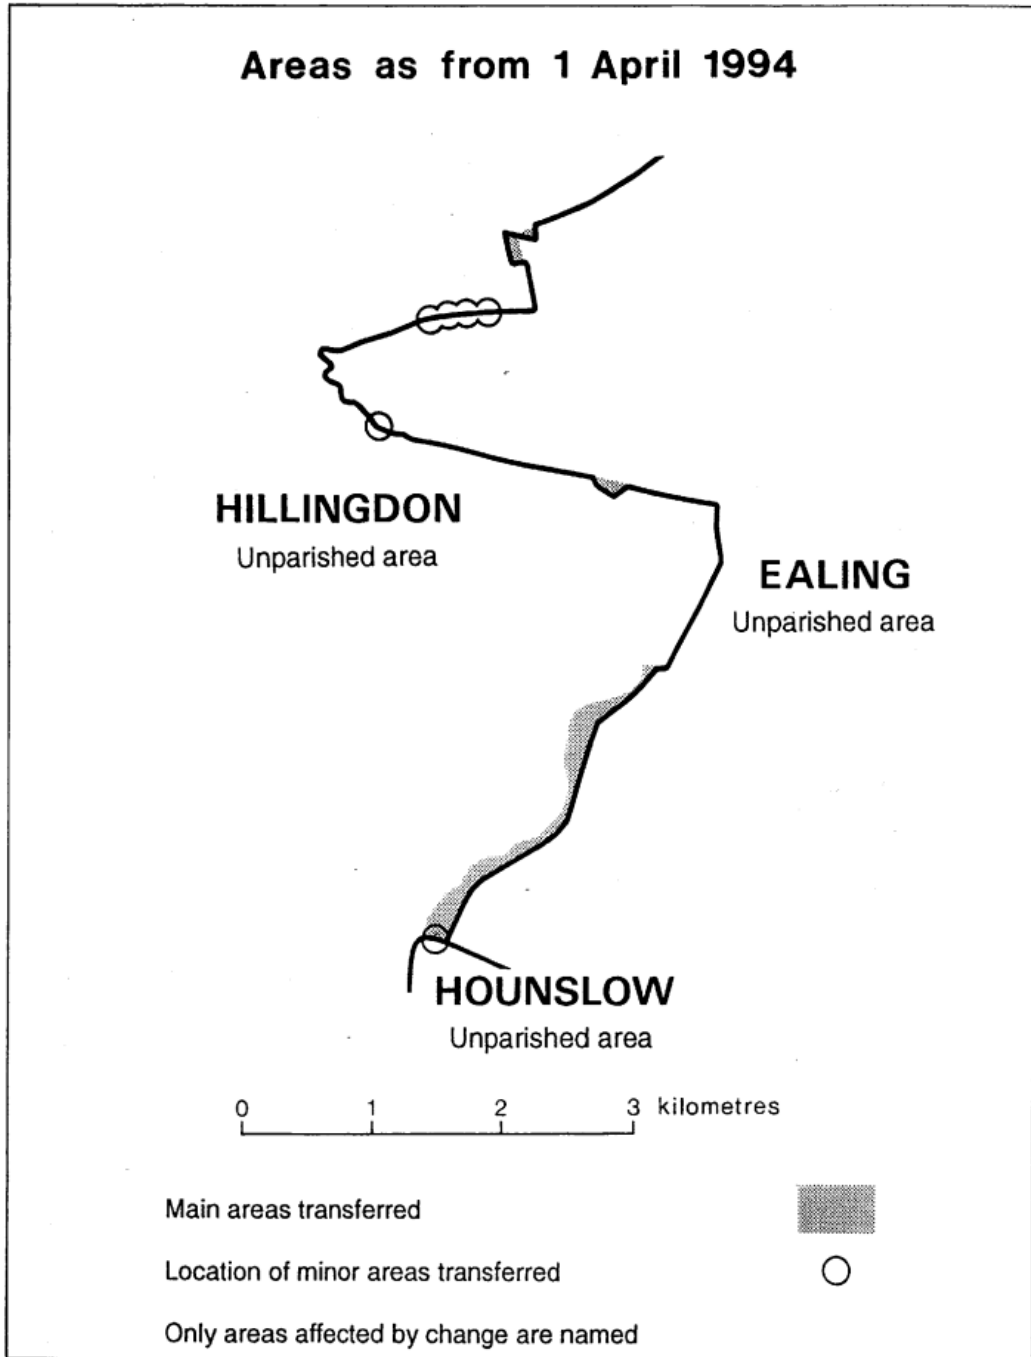 Areas as from 1 April 1994
HILLINGDON
Unparished area
EALING
Unparished area
HOUNSLOW
Unparished area
0 1 2 3 kilometres
Main areas transferred
Location of minor areas transferred
Only areas affected by change are named